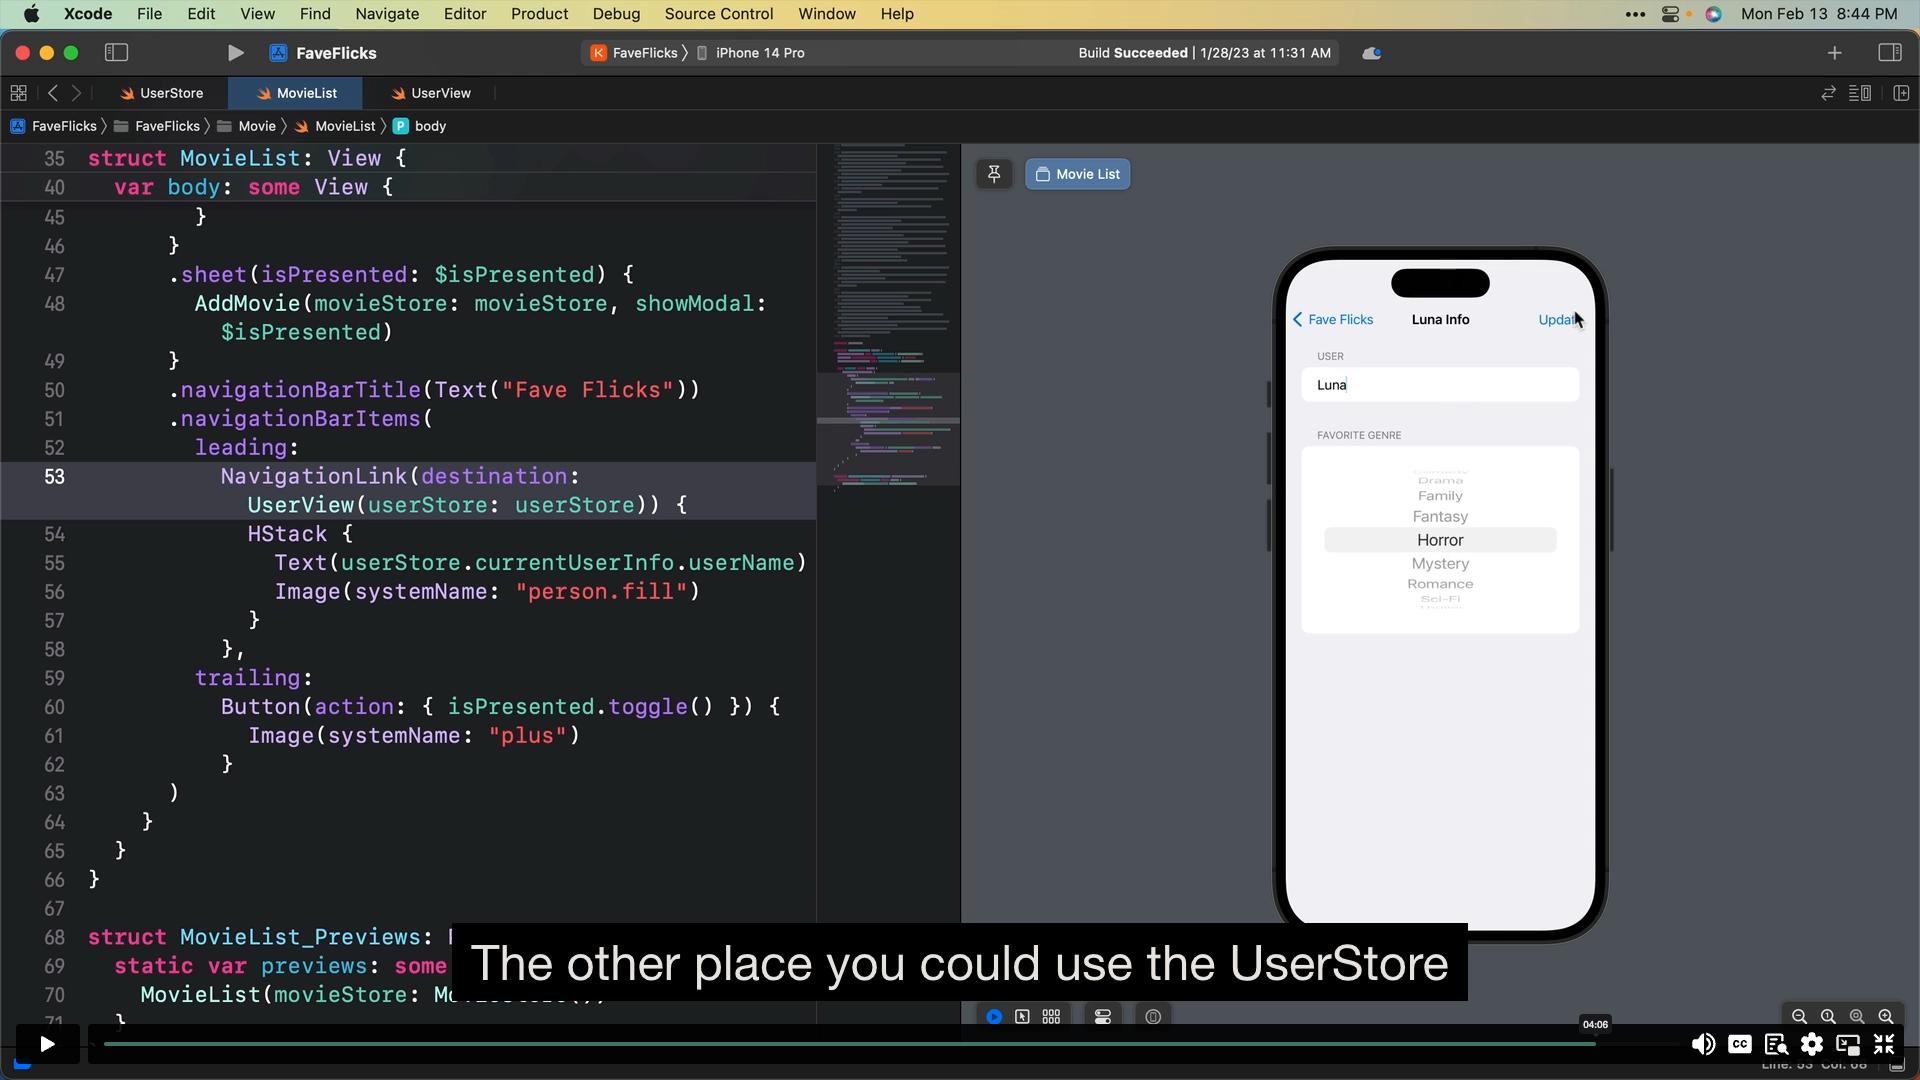 Xcode File Edit View Find Navigate Editor Product Debug Source Control Window Help
Mon Feb 13 8:44 PM
FaveFlicks
FaveFlicks iPhone 14 Pro
Build Succeeded | 1/28/23 at 11:31 AM
UserStore MovieList UserView
FaveFlicks FaveFlicks Movie MovieList P body
35 struct MovieList: View {
40 var body: some View {
45 }
46 }
47 .sheet(isPresented: $isPresented) {
48 AddMovie(movieStore: movieStore, showModal:
$isPresented)
49 }
50 .navigationBarTitle(Text("Fave Flicks"))
51 .navigationBarItems(
52 leading:
53 NavigationLink(destination:
UserView(userStore: userStore)) {
54 HStack {
55 Text(userStore.currentUserInfo.userName)
56 Image(systemName: "person.fill")
57 }
58 },
59 trailing:
60 Button(action: { isPresented.toggle() }) {
61 Image(systemName: "plus")
62 }
63 )
64 }
65 }
66 }
67
68 struct MovieList_Previews:
69 static var previews: some
70 MovieList(movieStore:
71 }
Movie List
Fave Flicks Luna Info Updat
USER
Luna
FAVORITE GENRE
Drama
Family
Fantasy
Horror
Mystery
Romance
Sci-Fi
The other place you could use the UserStore
04:06
CC